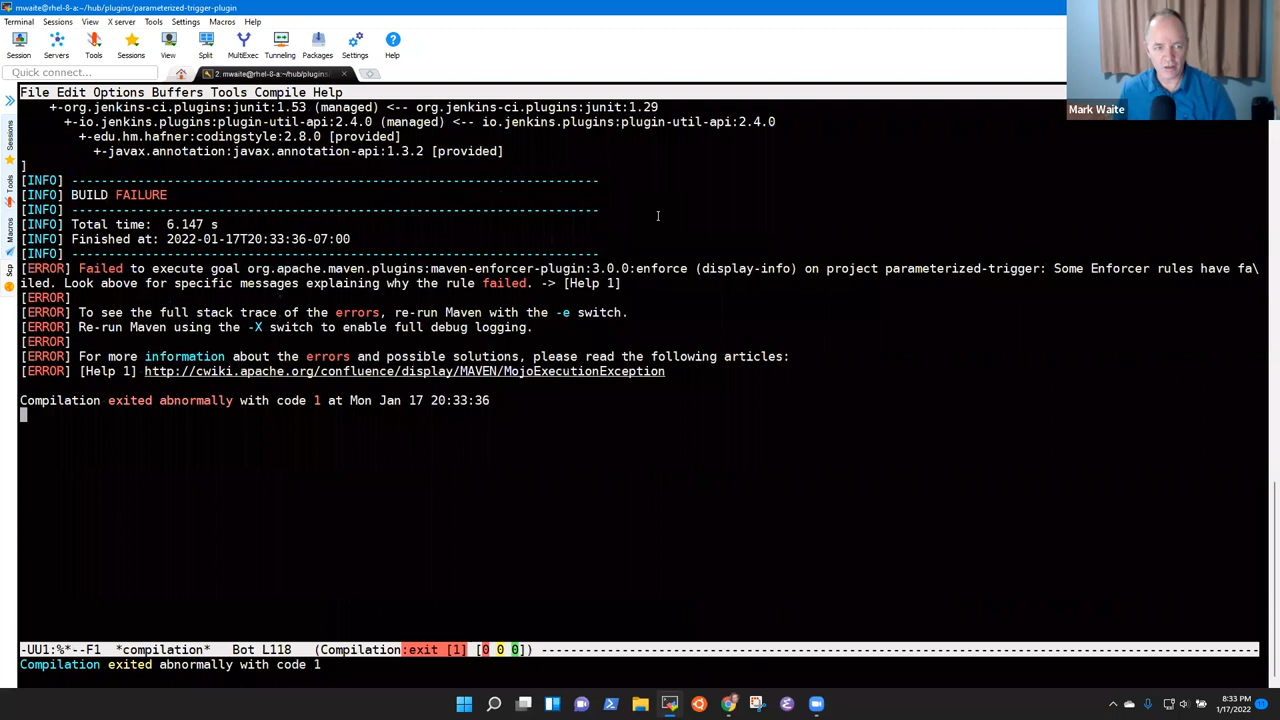 mwaite@rhel-8-a:~/hub/plugins/parameterized-trigger-plugin
Terminal Sessions View X server Tools Settings Macros Help
Session Servers Tools Sessions View Split MultiExec Tunneling Packages Settings Help
Quick connect...
2. mwaite@rhel-8-a:~/hub/plugins/
Mark Waite
File Edit Options Buffers Tools Compile Help
+-org.jenkins-ci.plugins:junit:1.53 (managed) <-- org.jenkins-ci.plugins:junit:1.29
+-io.jenkins.plugins:plugin-util-api:2.4.0 (managed) <-- io.jenkins.plugins:plugin-util-api:2.4.0
+-edu.hm.hafner:codingstyle:2.8.0 [provided]
+-javax.annotation:javax.annotation-api:1.3.2 [provided]
]
[INFO] ------------------------------------------------------------------------
[INFO] BUILD FAILURE
[INFO] ------------------------------------------------------------------------
[INFO] Total time:  6.147 s
[INFO] Finished at: 2022-01-17T20:33:36-07:00
[INFO] ------------------------------------------------------------------------
[ERROR] Failed to execute goal org.apache.maven.plugins:maven-enforcer-plugin:3.0.0:enforce (display-info) on project parameterized-trigger: Some Enforcer rules have fa\
iled. Look above for specific messages explaining why the rule failed. -> [Help 1]
[ERROR]
[ERROR] To see the full stack trace of the errors, re-run Maven with the -e switch.
[ERROR] Re-run Maven using the -X switch to enable full debug logging.
[ERROR]
[ERROR] For more information about the errors and possible solutions, please read the following articles:
[ERROR] [Help 1] http://cwiki.apache.org/confluence/display/MAVEN/MojoExecutionException
Compilation exited abnormally with code 1 at Mon Jan 17 20:33:36
Sessions
Tools
Macros
Scp
-UU1:%*--F1  *compilation*   Bot L118   (Compilation:exit [1] [0 0 0]) ----------------------------------------
Compilation exited abnormally with code 1
8:33 PM
1/17/2022